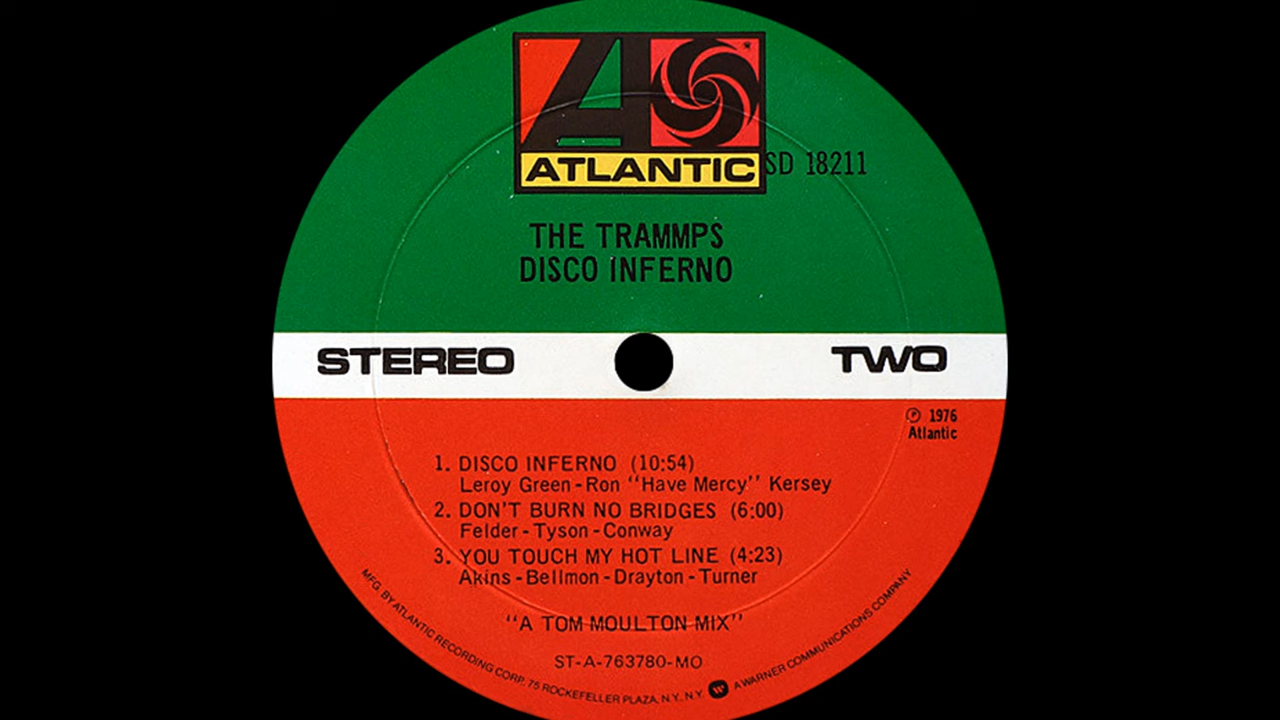 ATLANTIC
SD 18211
THE TRAMMPS
DISCO INFERNO
STEREO
TWO
Ⓟ 1976
Atlantic
1. DISCO INFERNO (10:54)
Leroy Green-Ron "Have Mercy" Kersey
2. DON'T BURN NO BRIDGES (6:00)
Felder-Tyson-Conway
3. YOU TOUCH MY HOT LINE (4:23)
Akins-Bellmon-Drayton-Turner
"A TOM MOULTON MIX"
ST-A-763780-MO
MFG. BY ATLANTIC RECORDING CORP., 75 ROCKEFELLER PLAZA, N.Y. N.Y. A WARNER COMMUNICATIONS COMPANY